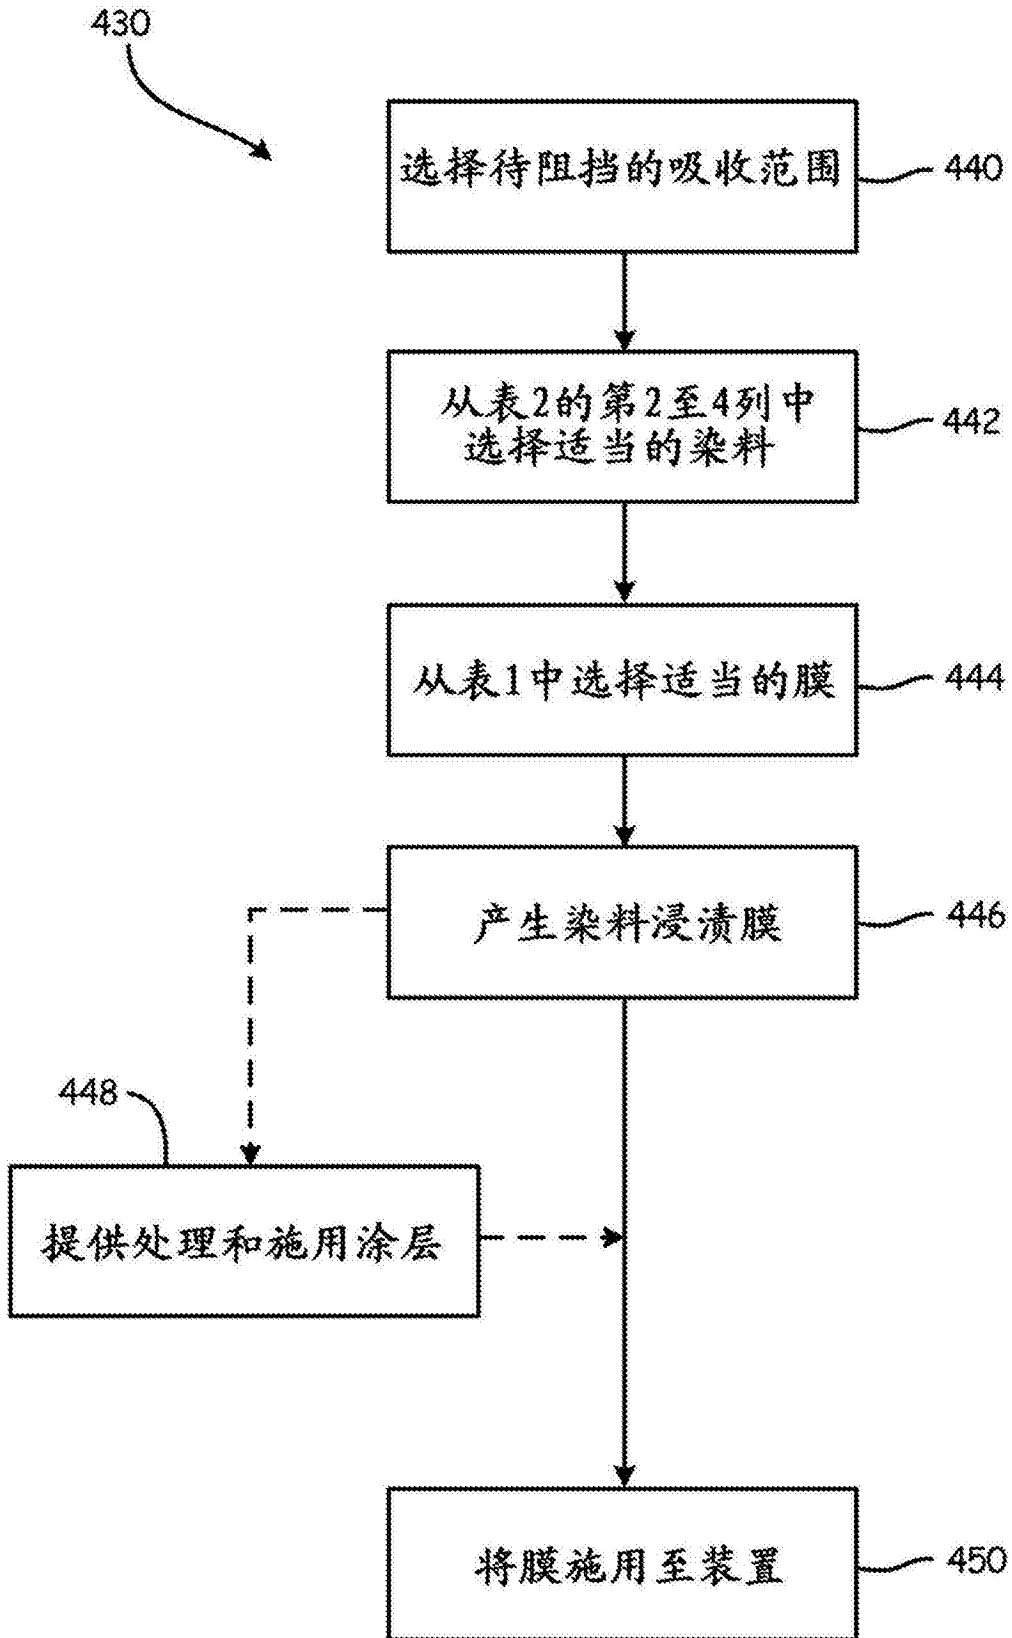 430
选择待阻挡的吸收范围
440
从表2的第2至4列中
选择适当的染料
442
从表1中选择适当的膜
444
产生染料浸渍膜
446
448
提供处理和施用涂层
将膜施用至装置
450